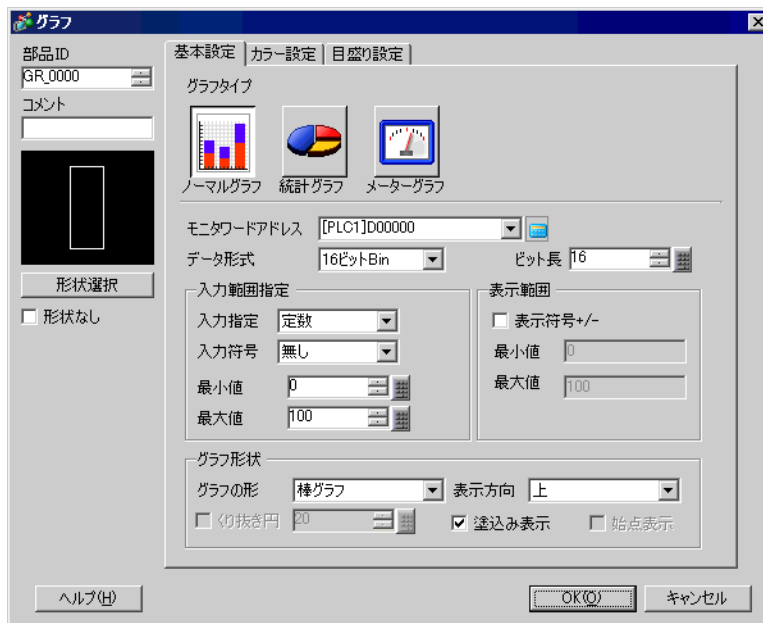 グラフ
部品ID
GR_0000
コメント
形状選択
形状なし
基本設定 カラー設定 目盛り設定
グラフタイプ
ノーマルグラフ 統計グラフ メーターグラフ
モニタワードアドレス [PLC1]D00000
データ形式 16ビットBin ビット長 16
入力範囲指定
入力指定 定数
入力符号 無し
最小値 0
最大値 100
表示範囲
表示符号+/-
最小値 0
最大値 100
グラフ形状
グラフの形 棒グラフ 表示方向 上
くり抜き円 20 塗込み表示 始点表示
ヘルプ(H) OK(O) キャンセル